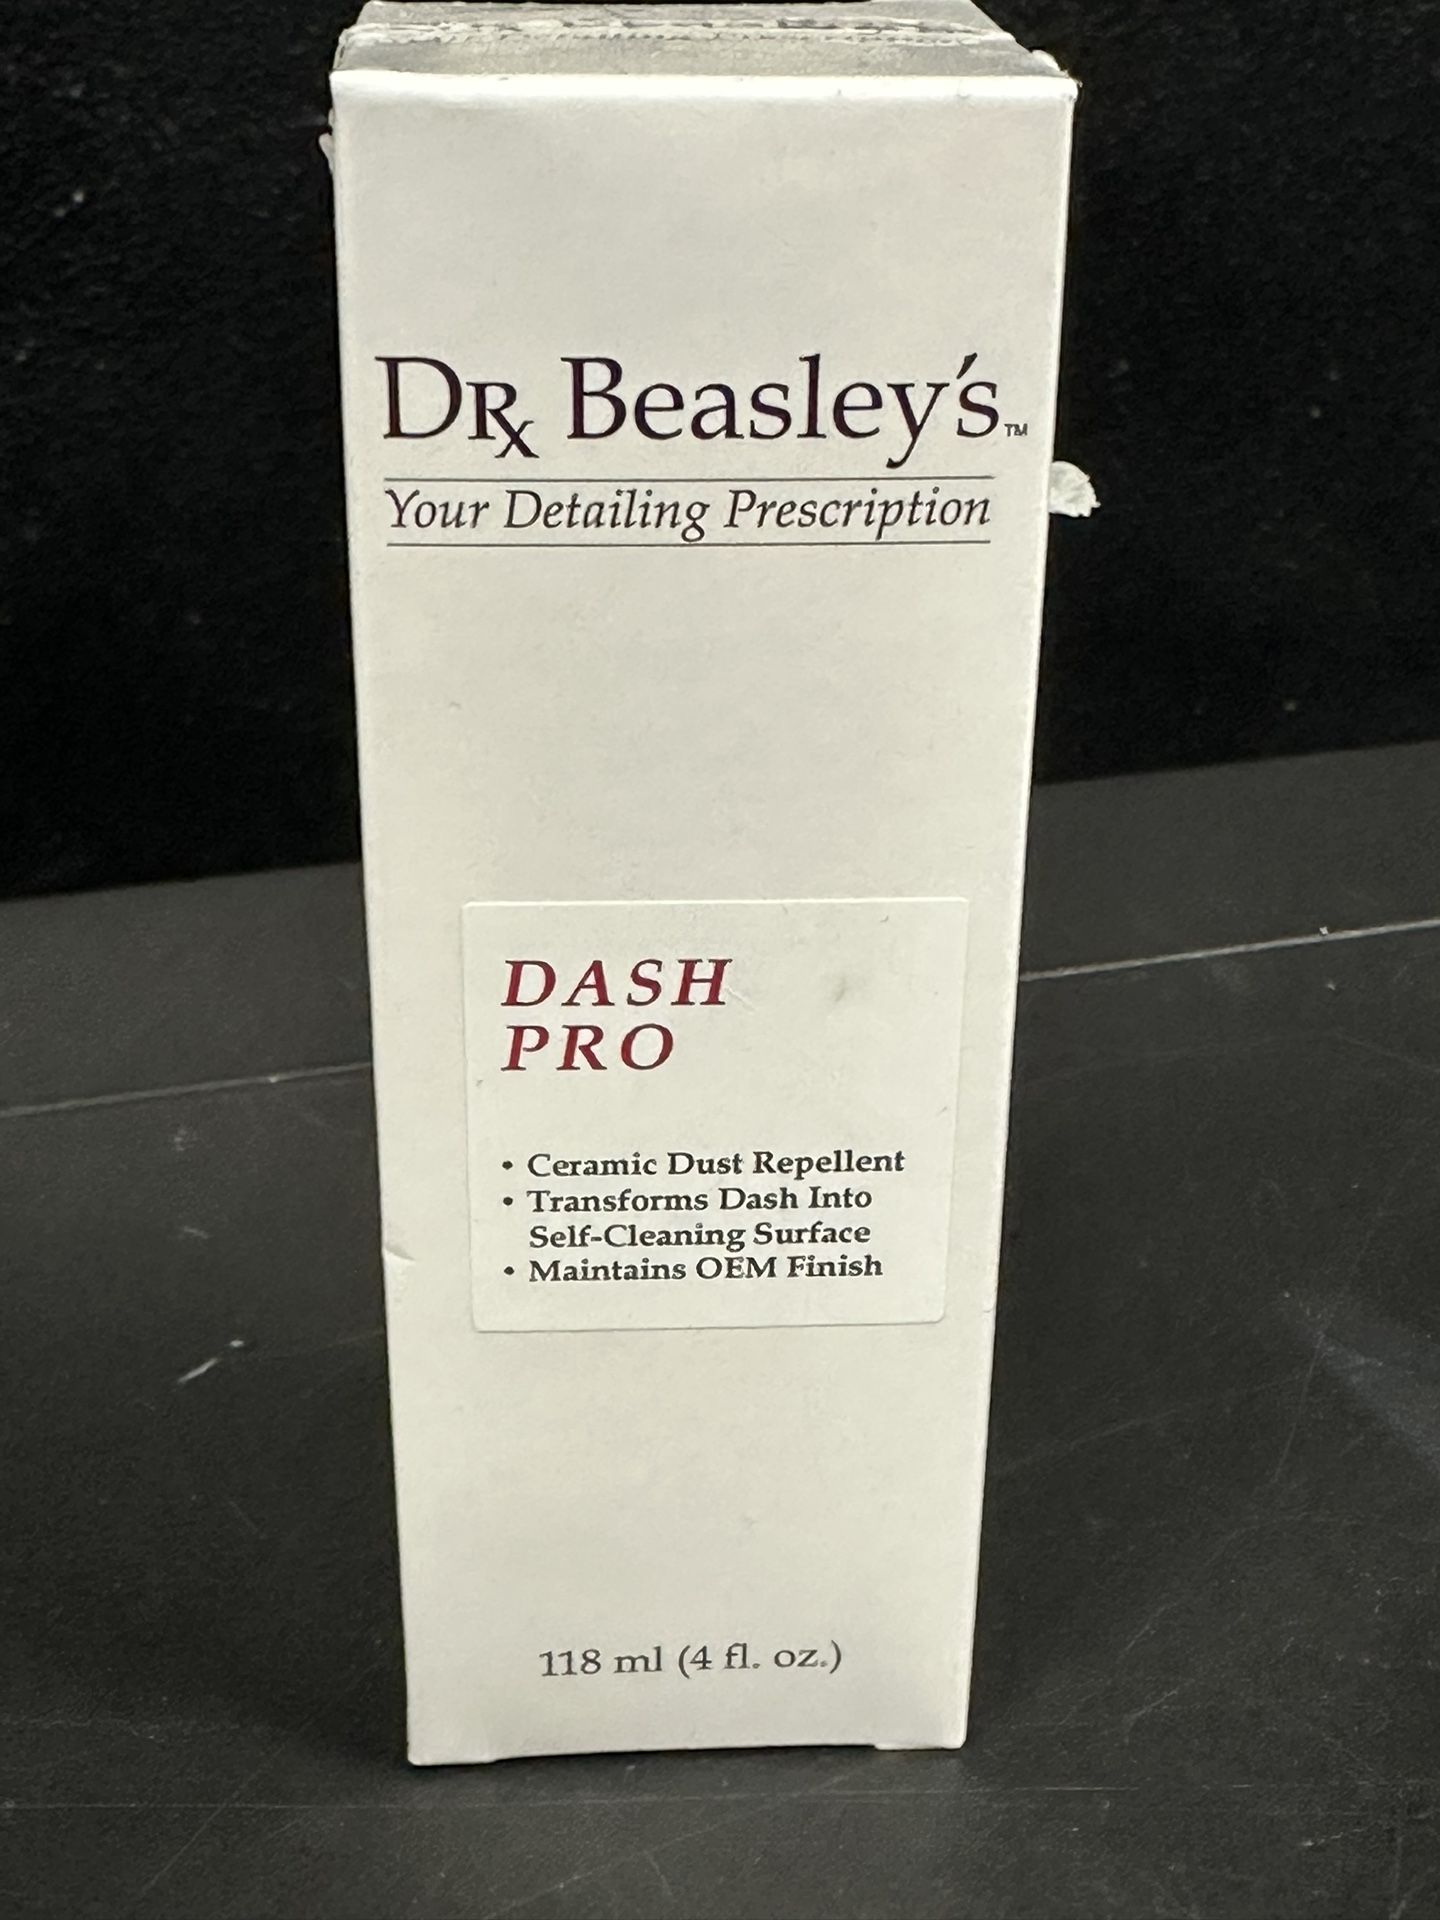 DRx Beasley's™
Your Detailing Prescription
DASH
PRO
• Ceramic Dust Repellent
• Transforms Dash Into
Self-Cleaning Surface
• Maintains OEM Finish
118 ml (4 fl. oz.)